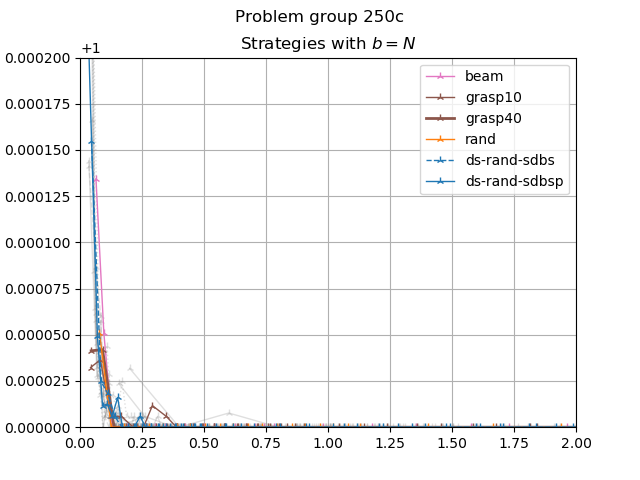 Problem group 250c
Strategies with b = N
+1
0.000200
0.000175
0.000150
0.000125
0.000100
0.000075
0.000050
0.000025
0.000000
beam
grasp10
grasp40
rand
ds-rand-sdbs
ds-rand-sdbsp
0.00 0.25 0.50 0.75 1.00 1.25 1.50 1.75 2.00